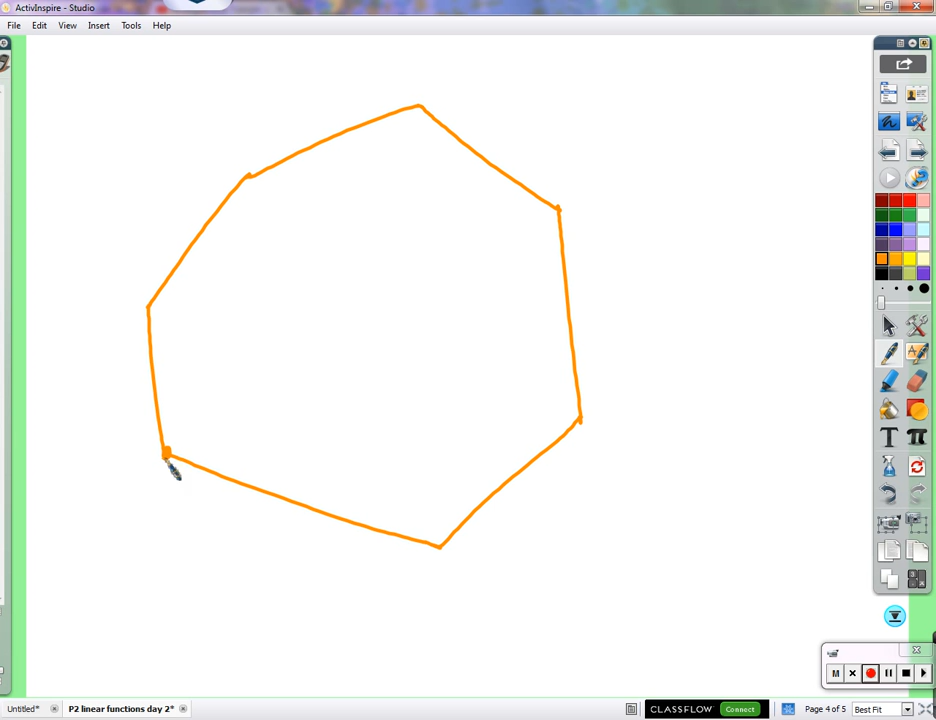 ActivInspire - Studio
File Edit View Insert Tools Help
M
Untitled* P2 linear functions day 2* CLASSFLOW Connect Page 4 of 5 Best Fit